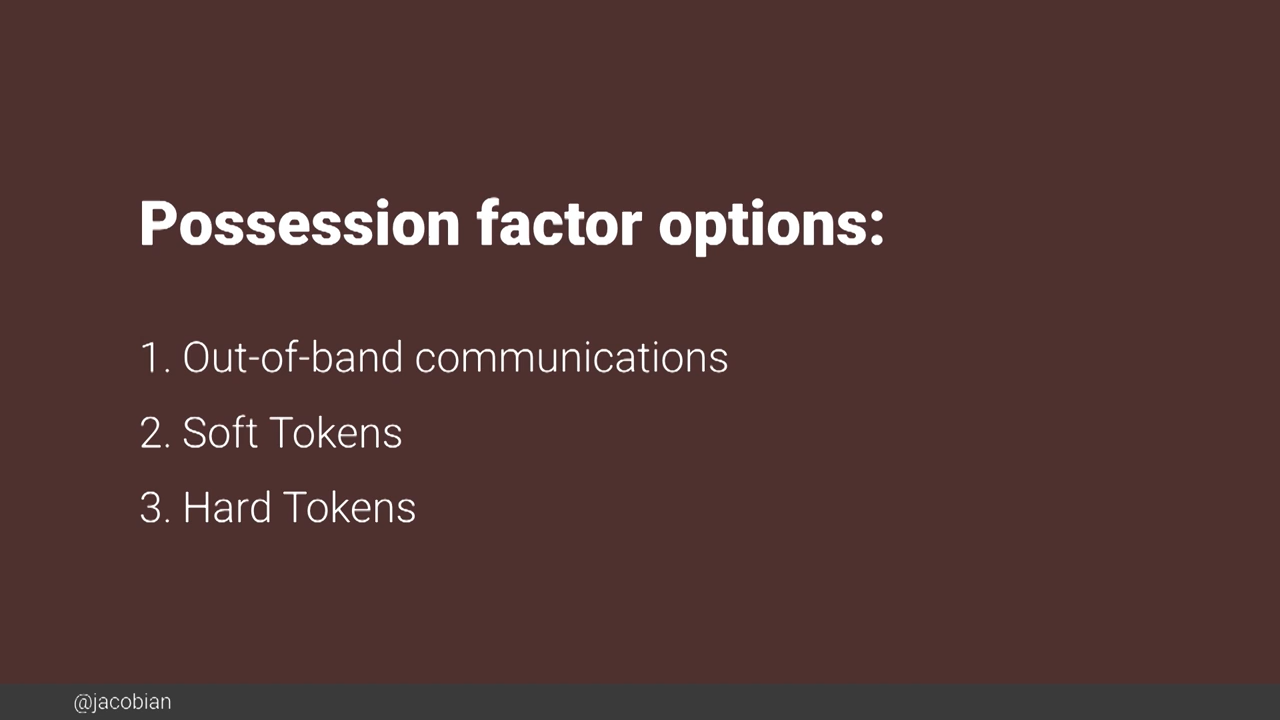 Possession factor options:
1. Out-of-band communications
2. Soft Tokens
3. Hard Tokens
@jacobian